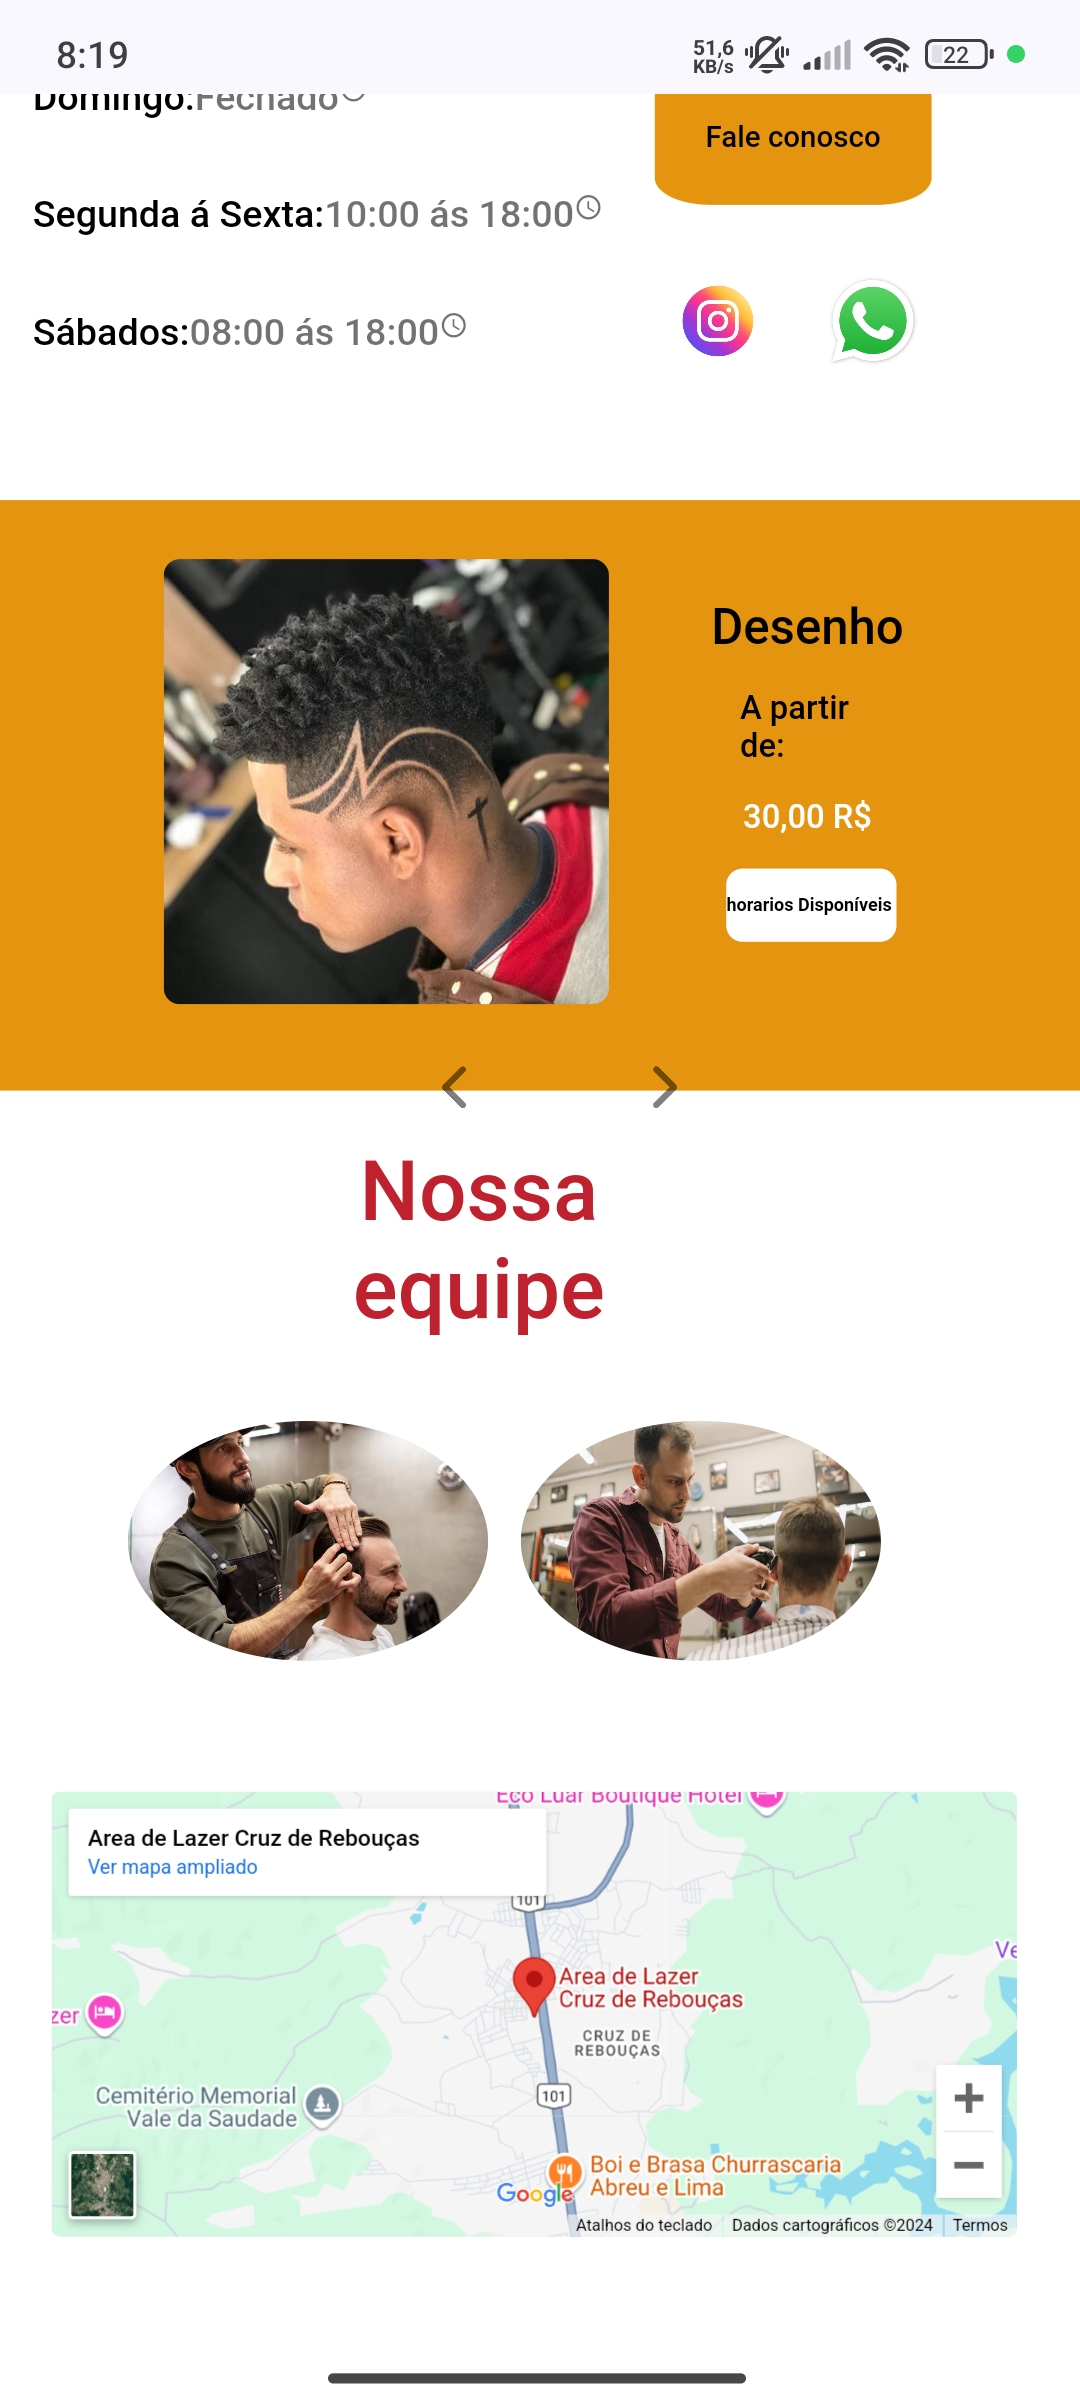 8:19
51,6
KB/s
22
Domingo:Fechado
Fale conosco
Segunda á Sexta:10:00 ás 18:00
Sábados:08:00 ás 18:00
Desenho
A partir
de:
30,00 R$
horarios Disponíveis
Nossa
equipe
Eco Luar Boutique Hotel
Area de Lazer Cruz de Rebouças
Ver mapa ampliado
101
Ve
Area de Lazer
Cruz de Rebouças
zer
CRUZ DE
REBOUÇAS
101
Cemitério Memorial
Vale da Saudade
Boi e Brasa Churrascaria
Abreu e Lima
Google
Atalhos do teclado
Dados cartográficos ©2024
Termos